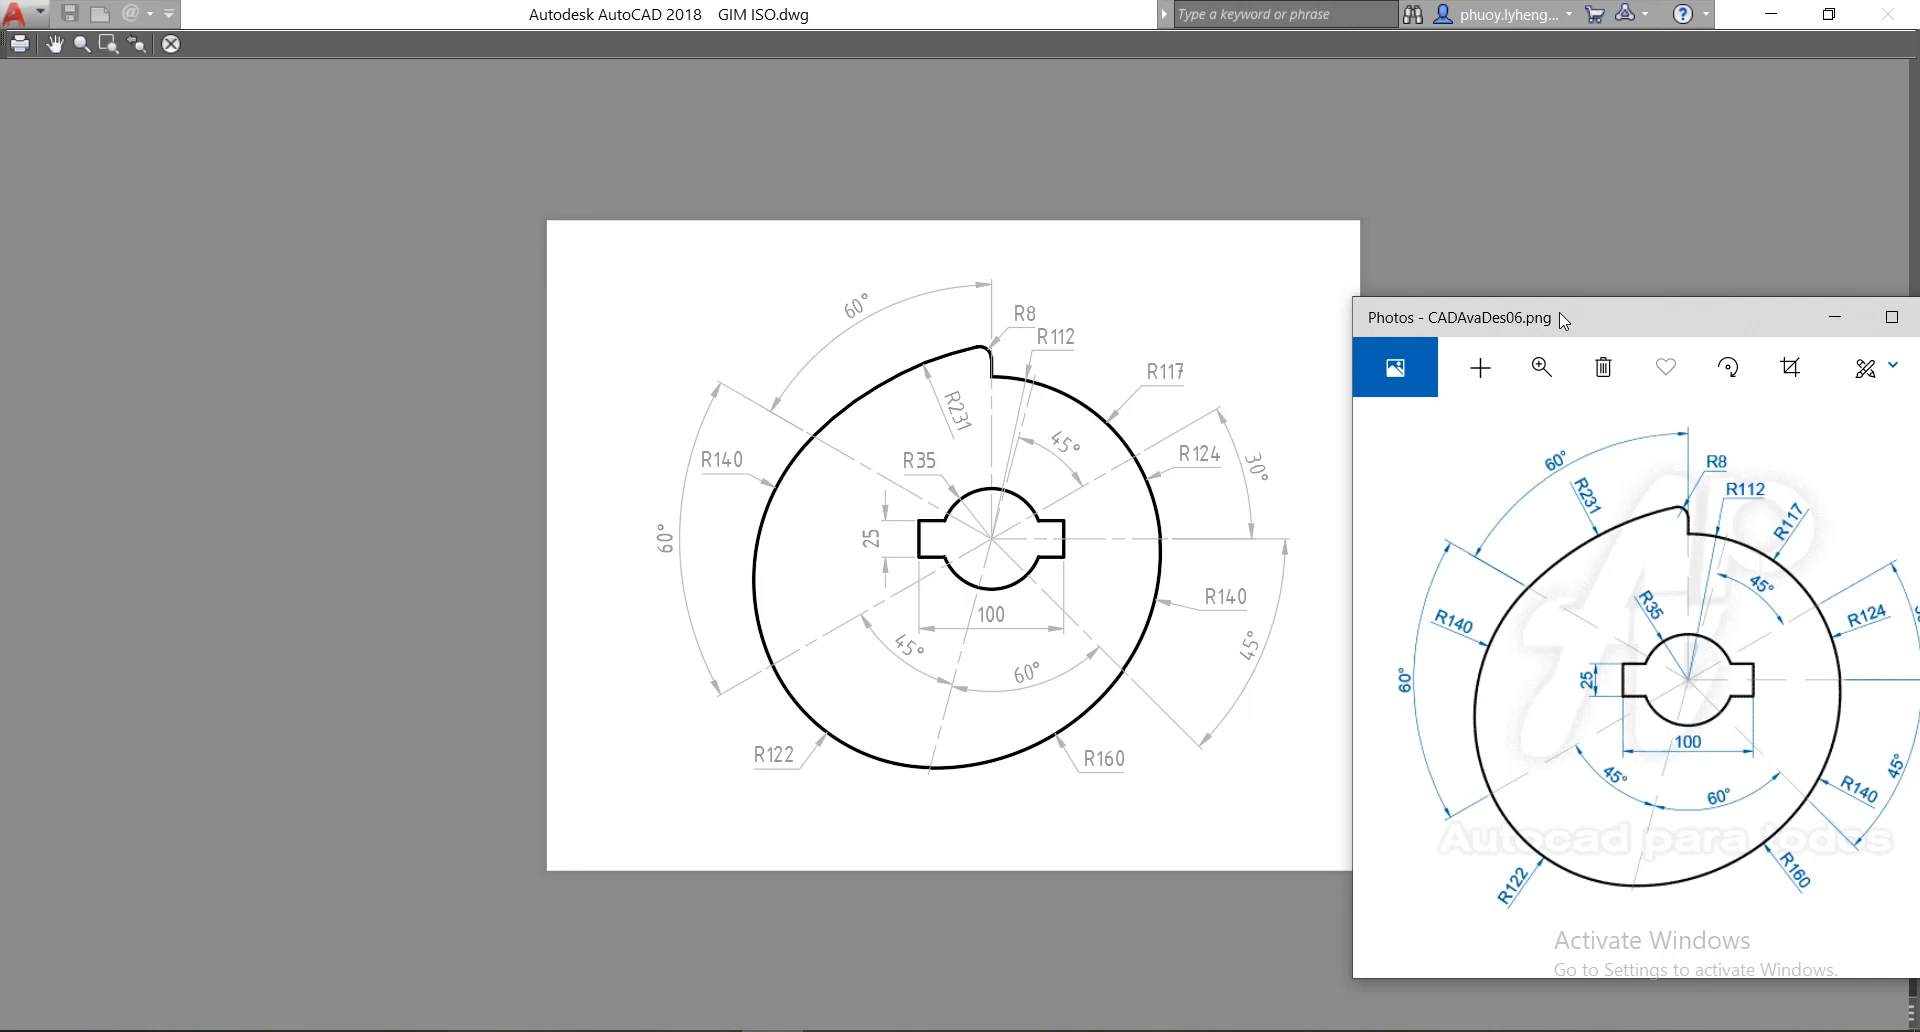 Autodesk AutoCAD 2018 GIM ISO.dwg
Type a keyword or phrase
phuoy.lyheng...
60°
R8
R112
R117
R231
45°
R140
R35
R124
30°
25
60°
100
R140
45°
60°
45°
R122
R160
Photos - CADAvaDes06.png
60°
R8
R231
R112
R117
45°
R35
R140
R124
60°
25
100
45°
45°
60°
R140
Autocad para todos
R122
R160
Activate Windows
Go to Settings to activate Windows.